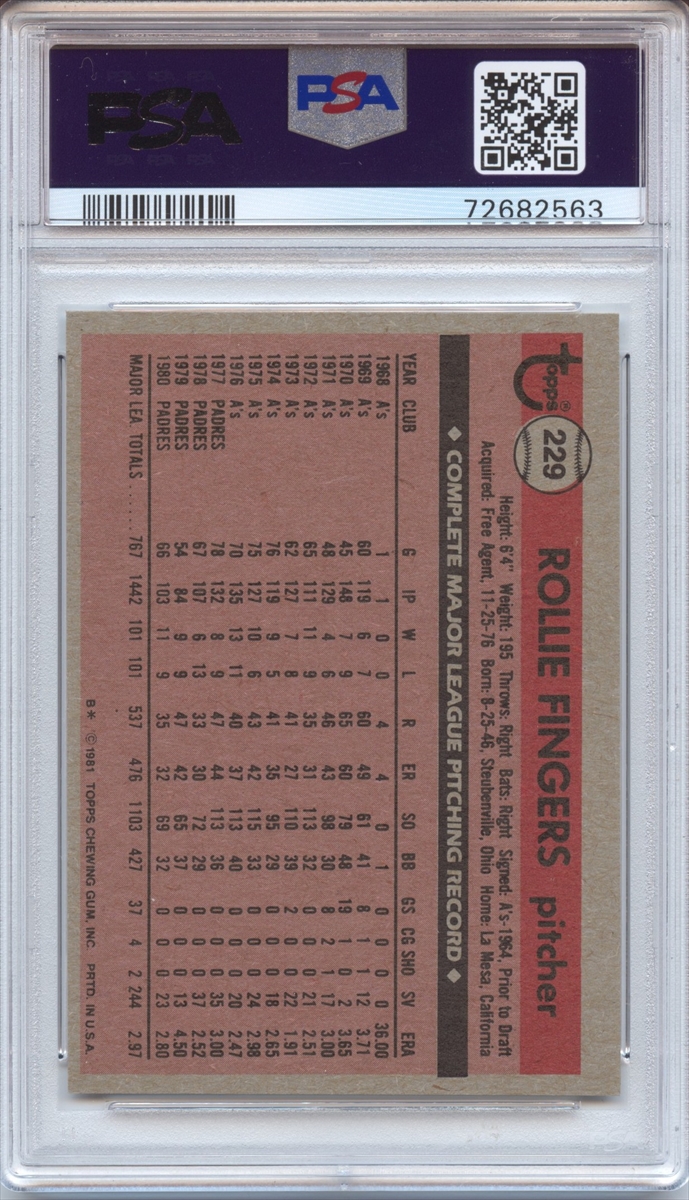 PSA
PSA
72682563
Topps®
229
ROLLIE FINGERS pitcher
Height: 6'4" Weight: 195 Throws: Right Bats: Right Signed: A's-1964, Prior to Draft
Acquired: Free Agent, 11-25-76 Born: 8-25-46, Steubenville, Ohio Home: La Mesa, California
◆ COMPLETE MAJOR LEAGUE PITCHING RECORD ◆
YEAR CLUB G IP W L R ER SO BB GS CG SHO SV ERA
1968 A's 1 1 0 0 4 4 0 1 0 0 0 0 36.00
1969 A's 60 119 6 7 60 49 61 41 8 1 1 12 3.71
1970 A's 45 148 7 9 65 60 79 48 19 1 0 2 3.65
1971 A's 48 129 4 6 46 43 98 30 8 2 1 17 3.00
1972 A's 65 111 11 9 35 31 113 32 0 0 0 21 2.51
1973 A's 62 127 7 8 41 27 110 39 2 0 0 22 1.91
1974 A's 76 119 9 5 41 35 95 29 0 0 0 18 2.65
1975 A's 75 127 10 6 43 42 115 33 0 0 0 24 2.98
1976 A's 70 135 13 11 40 37 113 40 0 0 0 20 2.47
1977 PADRES 78 132 8 9 47 44 113 36 0 0 0 35 3.00
1978 PADRES 67 107 6 13 33 30 72 29 0 0 0 37 2.52
1979 PADRES 54 84 9 9 47 42 65 37 0 0 0 13 4.50
1980 PADRES 66 103 11 9 35 32 69 32 0 0 0 23 2.80
MAJOR LEA TOTALS ..... 767 1442 101 101 537 476 1103 427 37 4 2 244 2.97
B* © 1981 TOPPS CHEWING GUM, INC. PRTD. IN U.S.A.